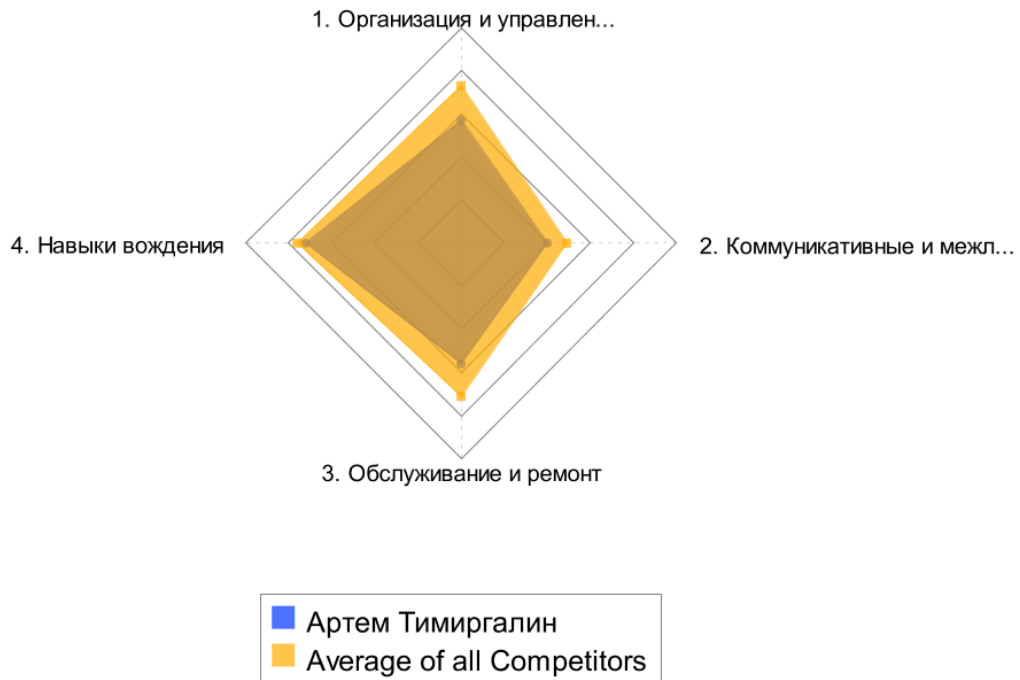 1. Организация и управлен...
4. Навыки вождения
2. Коммуникативные и межл...
3. Обслуживание и ремонт
Артем Тимиргалин
Average of all Competitors